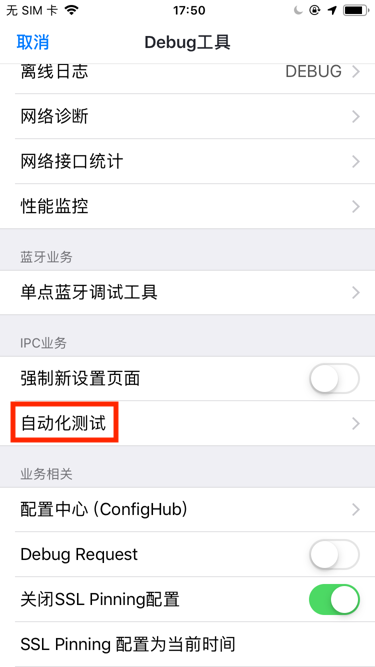 无 SIM 卡 17:50
取消 Debug工具
离线日志 DEBUG
网络诊断
网络接口统计
性能监控
蓝牙业务
单点蓝牙调试工具
IPC业务
强制新设置页面
自动化测试
业务相关
配置中心 (ConfigHub)
Debug Request
关闭SSL Pinning配置
SSL Pinning 配置为当前时间